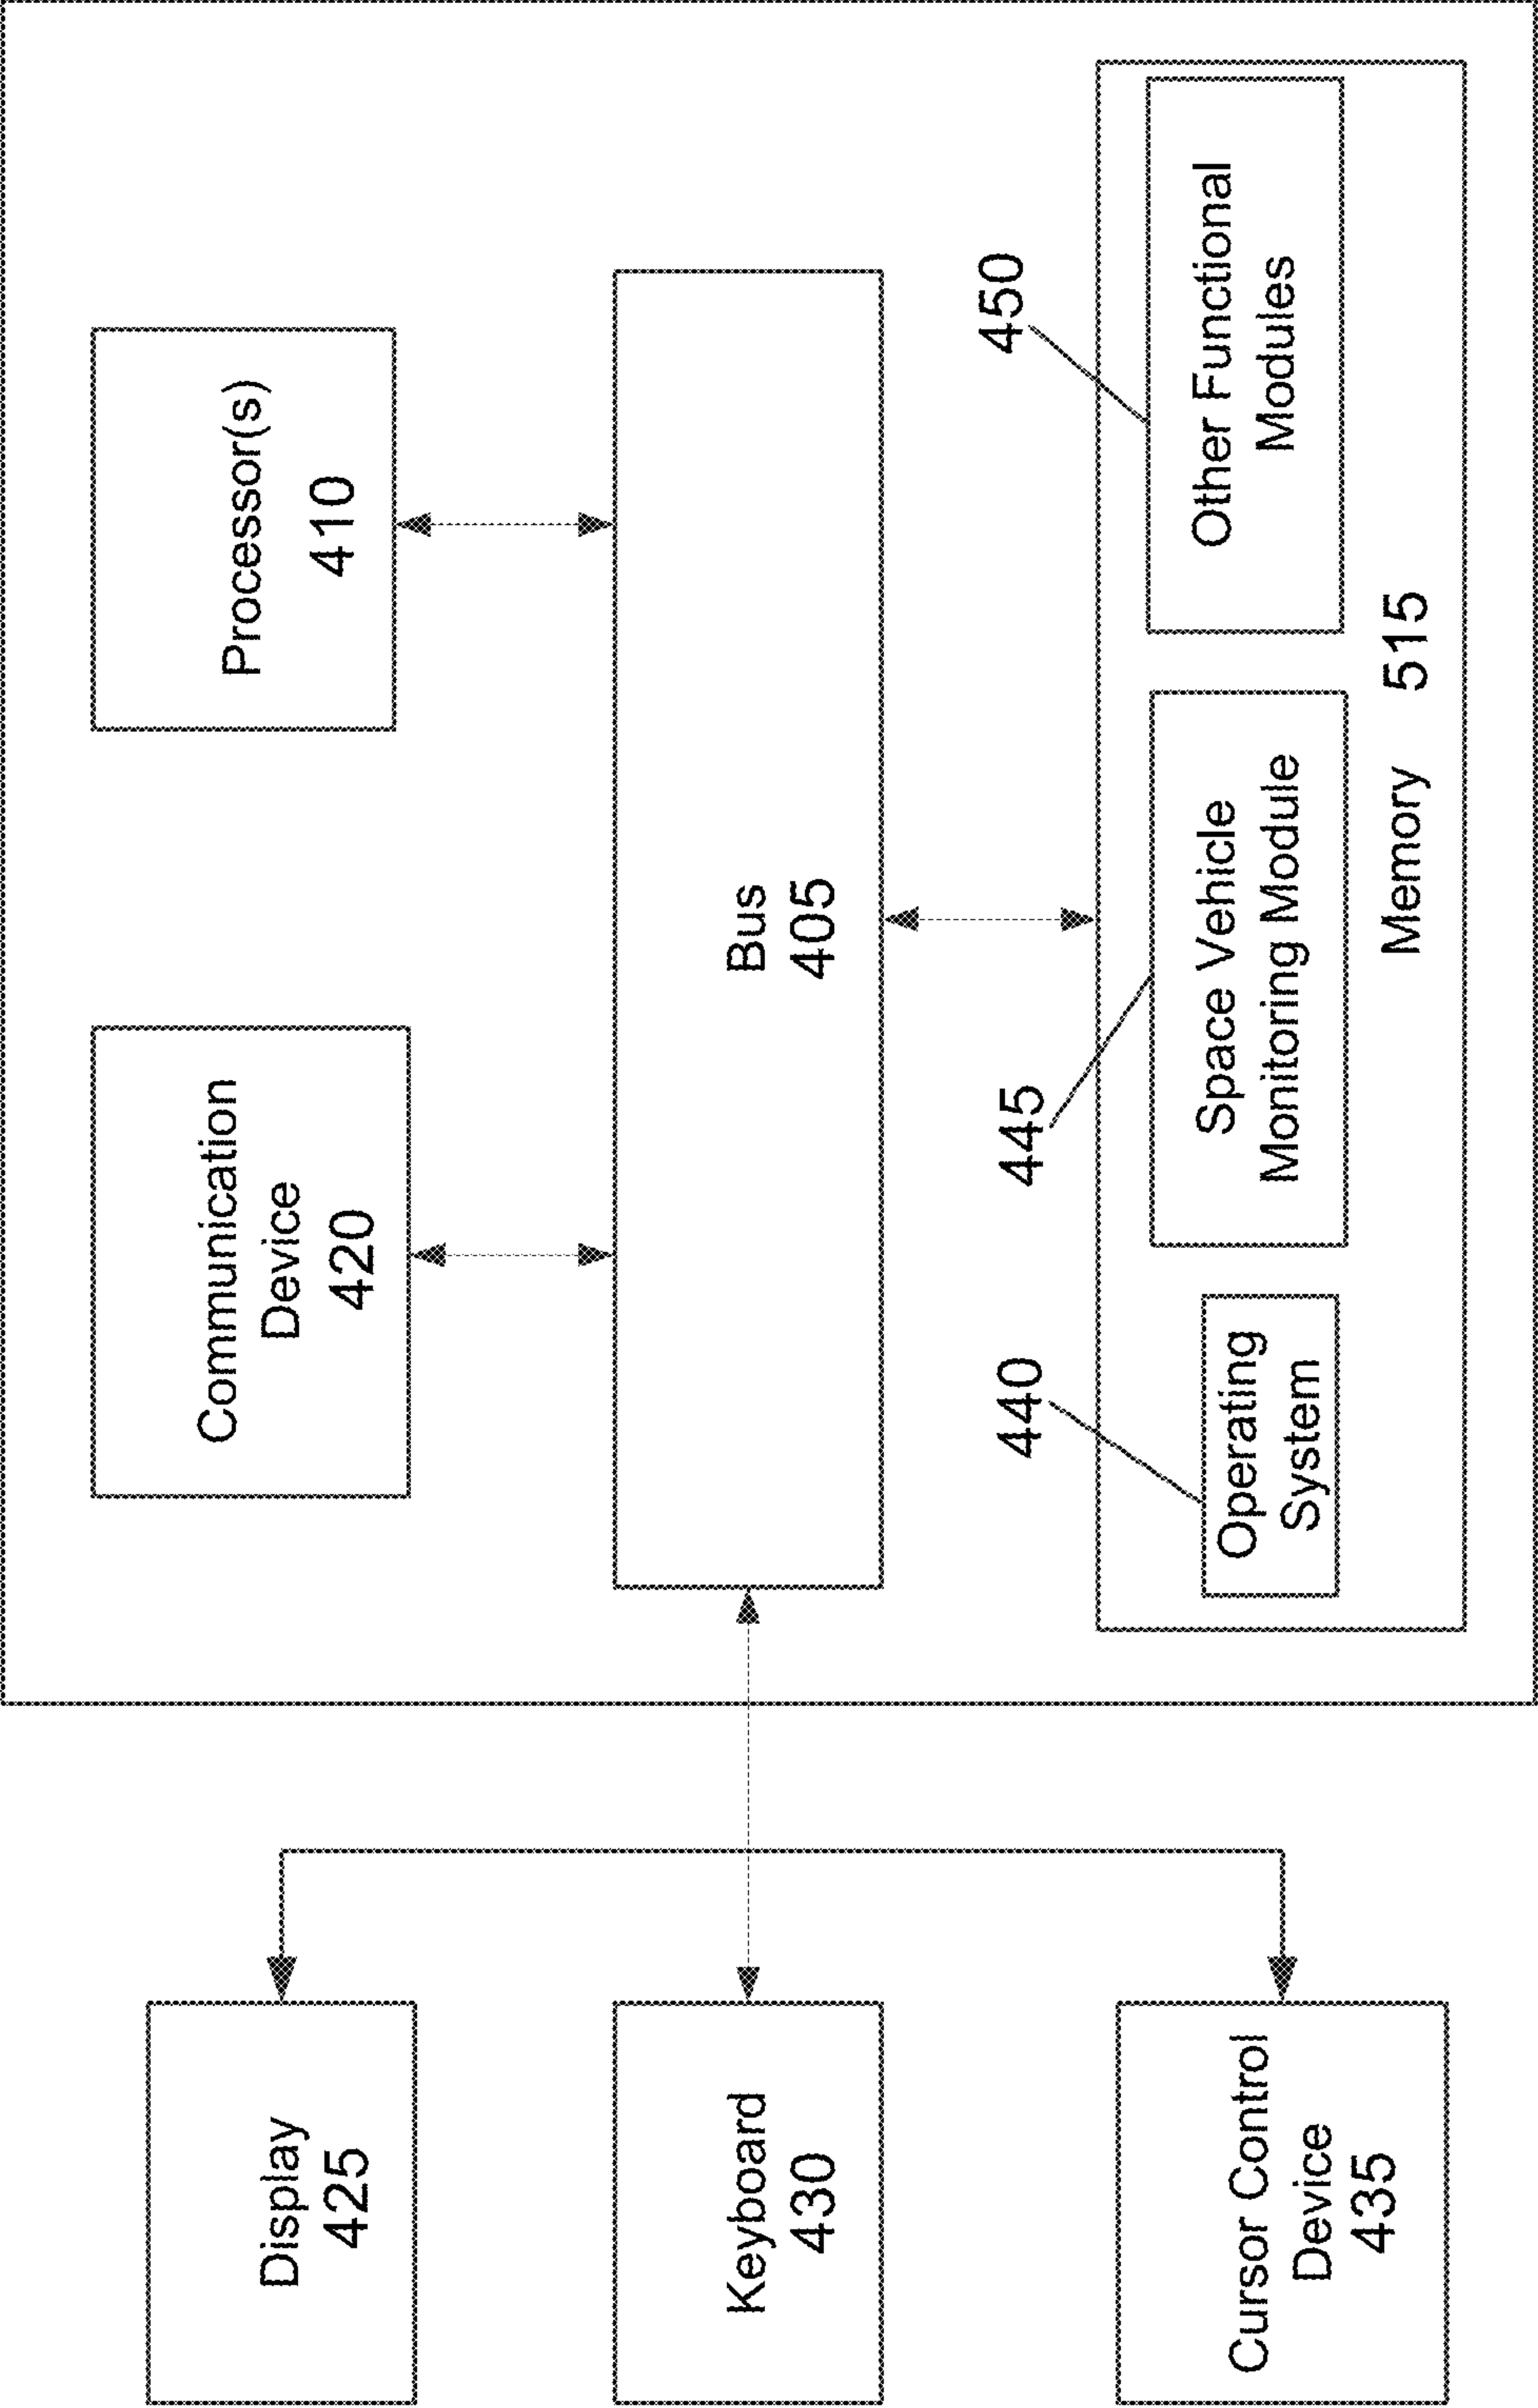 Display
425
Keyboard
430
Cursor Control
Device
435
Communication
Device
420
Processor(s)
410
Bus
405
440
445
450
Operating
System
Space Vehicle
Monitoring Module
Other Functional
Modules
Memory 515